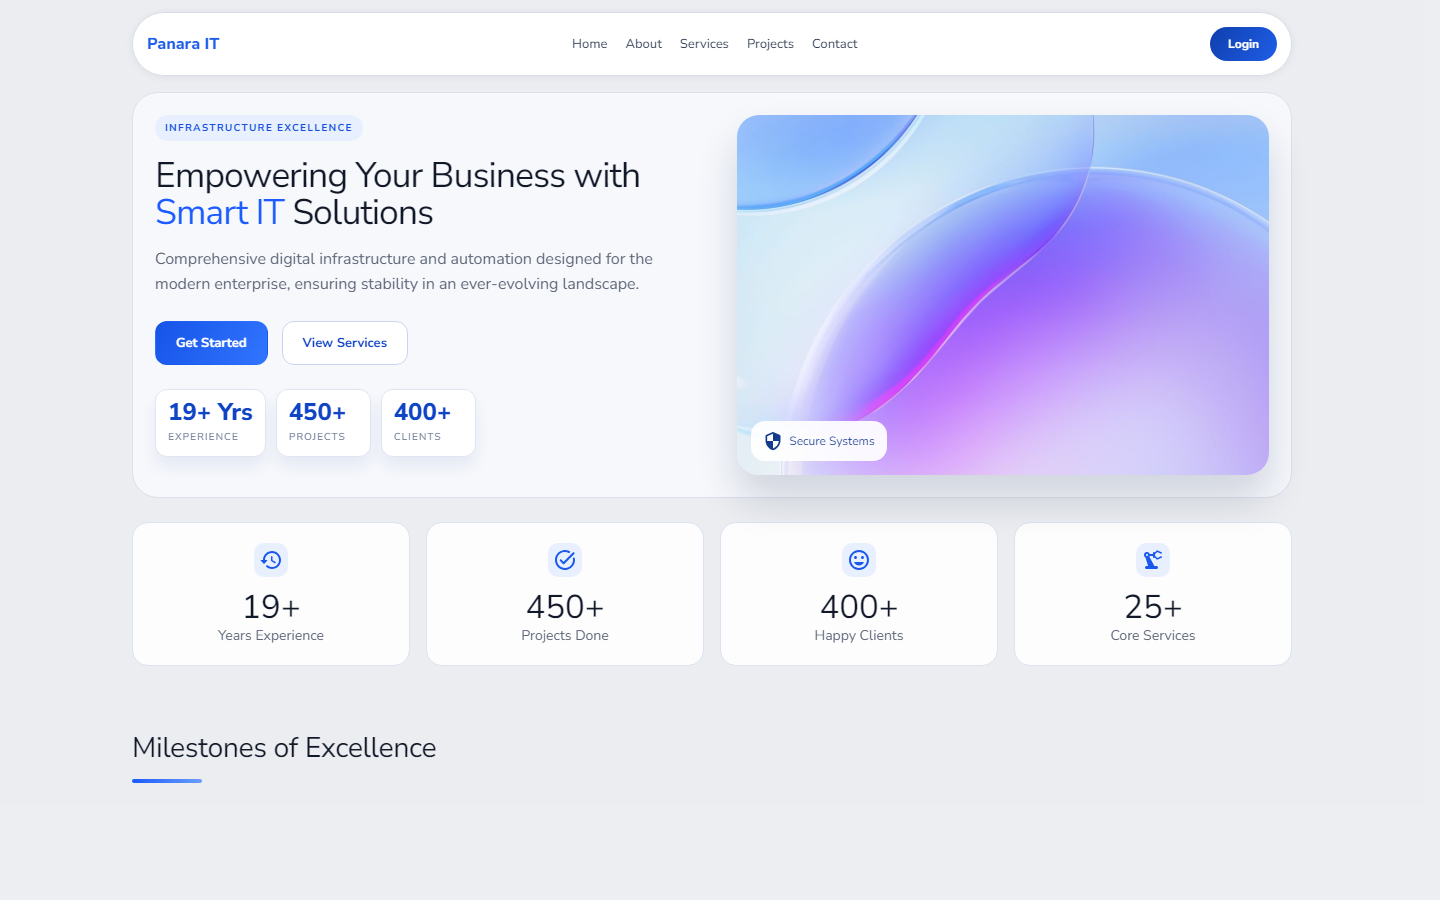 Panara IT
Home About Services Projects Contact
Login
INFRASTRUCTURE EXCELLENCE
Empowering Your Business with
Smart IT Solutions
Comprehensive digital infrastructure and automation designed for the
modern enterprise, ensuring stability in an ever-evolving landscape.
Get Started
View Services
19+ Yrs
EXPERIENCE
450+
PROJECTS
400+
CLIENTS
Secure Systems
19+
Years Experience
450+
Projects Done
400+
Happy Clients
25+
Core Services
Milestones of Excellence